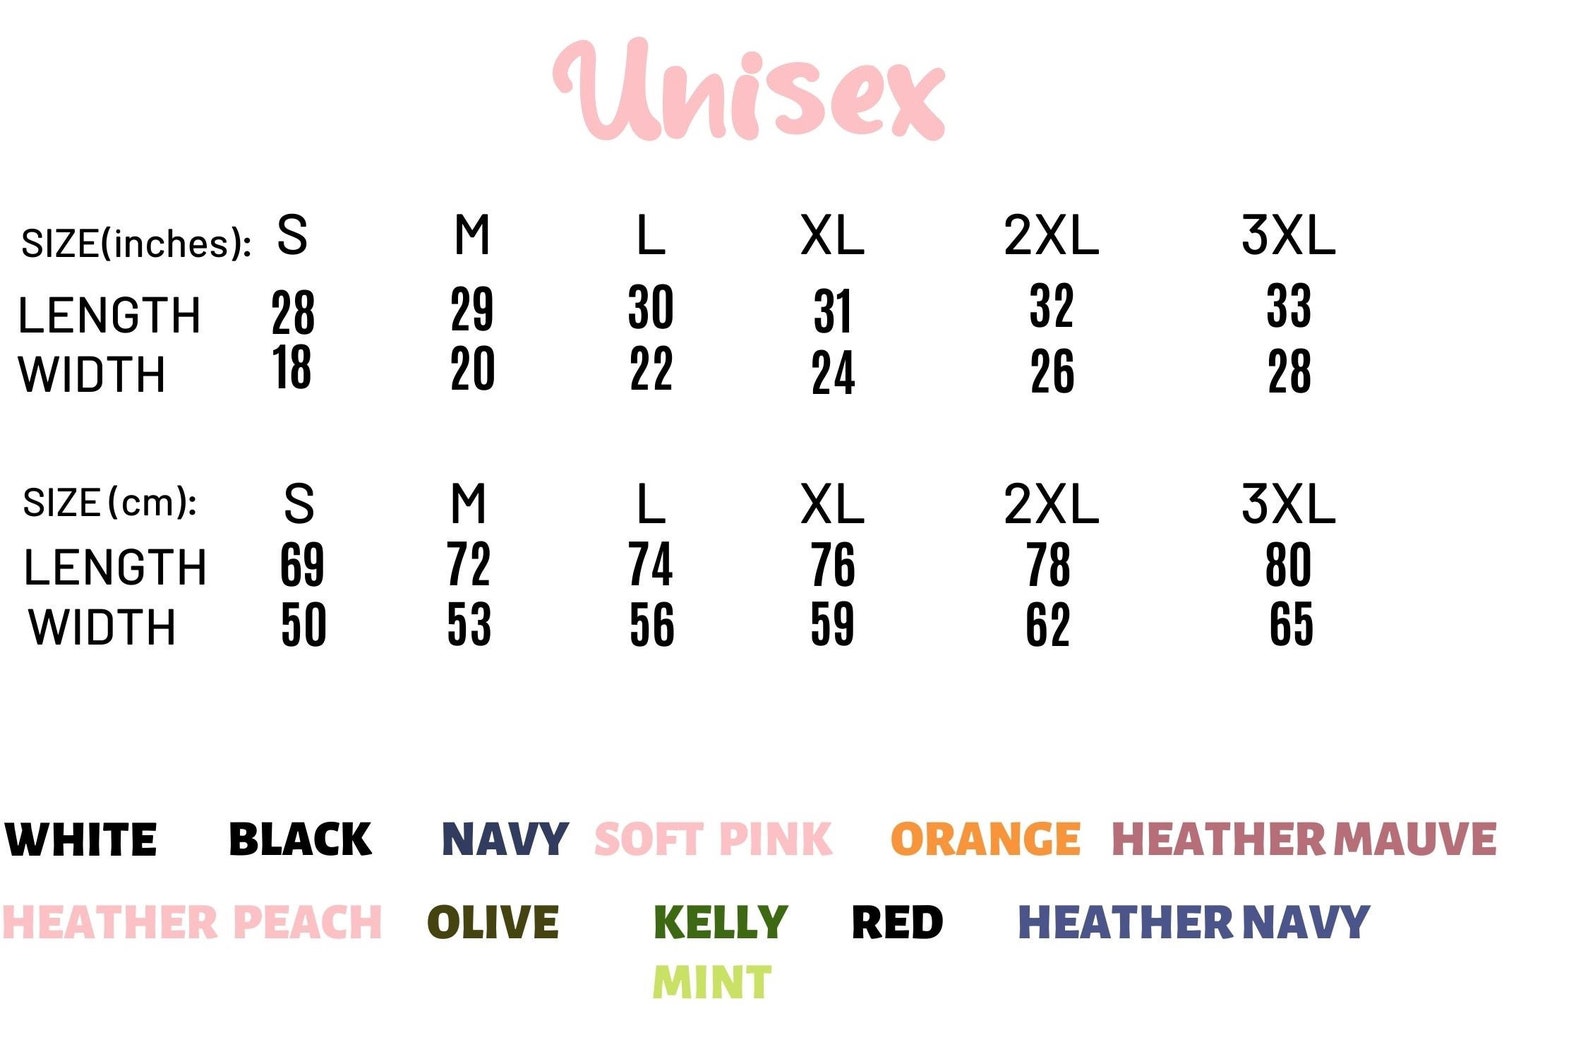 Unisex
SIZE(inches): S M L XL 2XL 3XL
LENGTH 28 29 30 31 32 33
WIDTH 18 20 22 24 26 28
SIZE (cm): S M L XL 2XL 3XL
LENGTH 69 72 74 76 78 80
WIDTH 50 53 56 59 62 65
WHITE BLACK NAVY SOFT PINK ORANGE HEATHER MAUVE
HEATHER PEACH OLIVE KELLY RED HEATHER NAVY
MINT